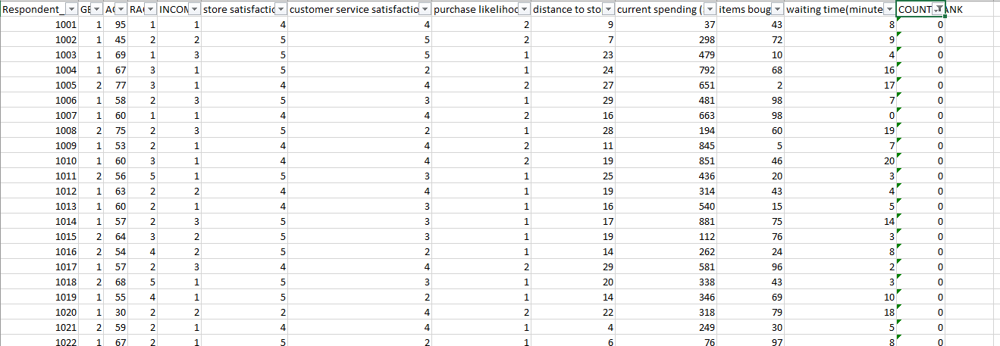 Respondent_ GE AG RAC INCOM store satisfactic customer service satisfactio purchase likelihoc distance to sto current spending ( items boug waiting time(minute COUNT ANK
1001 1 95 1 1 4 4 2 9 37 43 8 0
1002 1 45 2 2 5 5 2 7 298 72 9 0
1003 1 69 1 3 5 5 1 23 479 10 4 0
1004 1 67 3 1 5 2 1 24 792 68 16 0
1005 2 77 3 1 4 4 2 27 651 2 17 0
1006 1 58 2 3 5 3 1 29 481 98 7 0
1007 1 60 1 1 4 4 2 16 663 98 0 0
1008 2 75 2 3 5 2 1 28 194 60 19 0
1009 1 53 2 1 4 4 2 11 845 5 7 0
1010 1 60 3 1 4 4 2 19 851 46 20 0
1011 2 56 5 1 5 3 1 25 436 20 3 0
1012 1 63 2 2 4 4 1 19 314 43 4 0
1013 1 60 2 1 4 3 1 16 540 15 5 0
1014 1 57 2 3 5 3 1 17 881 75 14 0
1015 2 64 3 2 5 3 1 19 112 76 3 0
1016 2 54 4 2 5 2 1 14 262 24 8 0
1017 1 57 2 3 4 4 2 29 581 96 2 0
1018 2 68 5 1 5 3 1 20 338 43 3 0
1019 1 55 4 1 5 2 1 14 346 69 10 0
1020 1 30 2 2 2 4 2 22 318 79 18 0
1021 2 59 2 1 4 4 1 4 249 30 5 0
1022 1 67 2 1 5 2 1 6 76 97 8 0